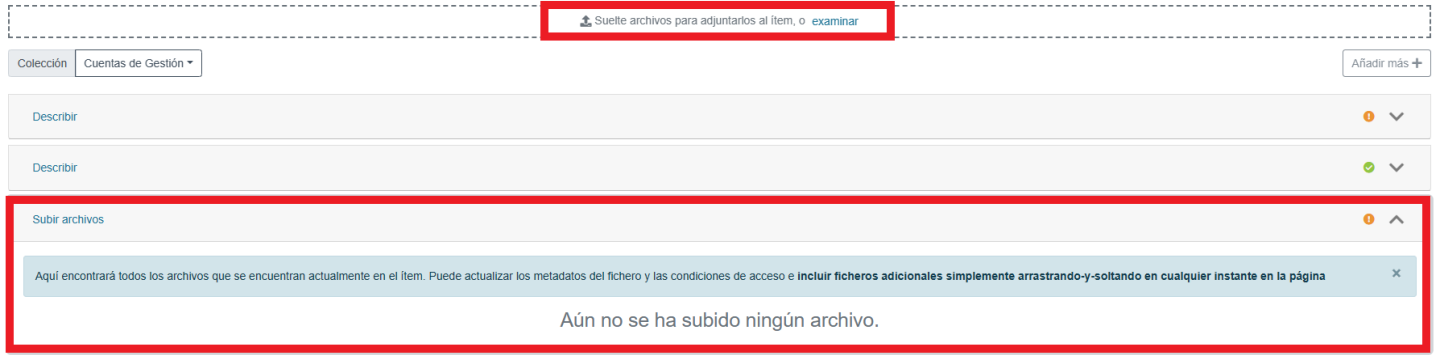 Suelte archivos para adjuntarlos al ítem, o examinar
Colección Cuentas de Gestión Añadir más
Describir
Describir
Subir archivos
Aquí encontrará todos los archivos que se encuentran actualmente en el ítem. Puede actualizar los metadatos del fichero y las condiciones de acceso e incluir ficheros adicionales simplemente arrastrando-y-soltando en cualquier instante en la página
Aún no se ha subido ningún archivo.